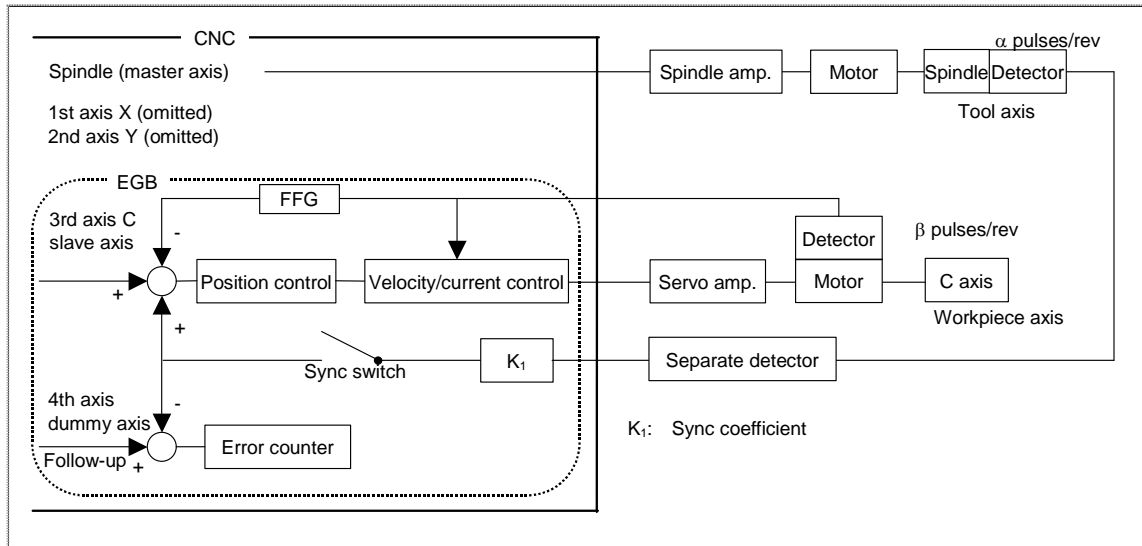 CNC
α pulses/rev
Spindle (master axis)
Spindle amp.
Motor
Spindle
Detector
Tool axis
1st axis X (omitted)
2nd axis Y (omitted)
EGB
FFG
3rd axis C
slave axis
-
Detector
β pulses/rev
Position control
Velocity/current control
Servo amp.
Motor
C axis
+
Workpiece axis
+
Sync switch
K₁
Separate detector
4th axis
dummy axis
-
K₁: Sync coefficient
Follow-up
+
Error counter